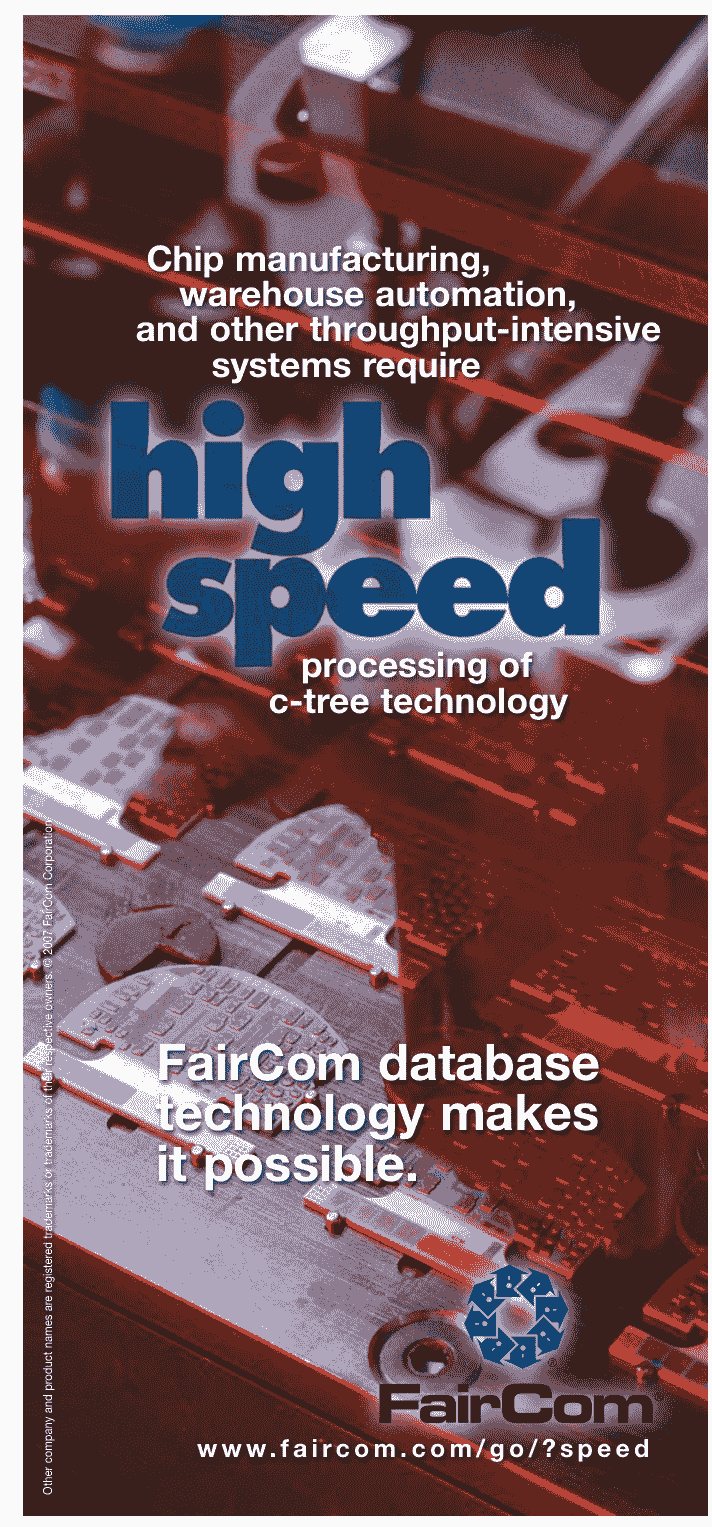 Chip manufacturing,
warehouse automation,
and other throughput-intensive
systems require
high
speed
processing of
c-tree technology
FairCom database
technology makes
it possible.
FairCom®
www.faircom.com/go/?speed
Other company and product names are registered trademarks or trademarks of their respective owners. © 2007 FairCom Corporation